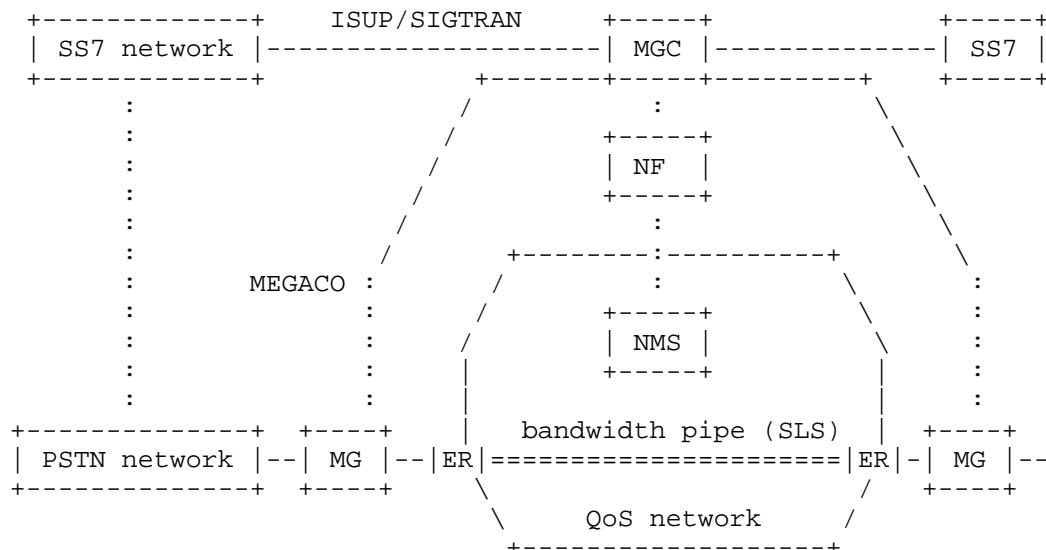 ISUP/SIGTRAN
SS7 network MGC SS7
NF
MEGACO
NMS
bandwidth pipe (SLS)
PSTN network MG ER ER MG
QoS network